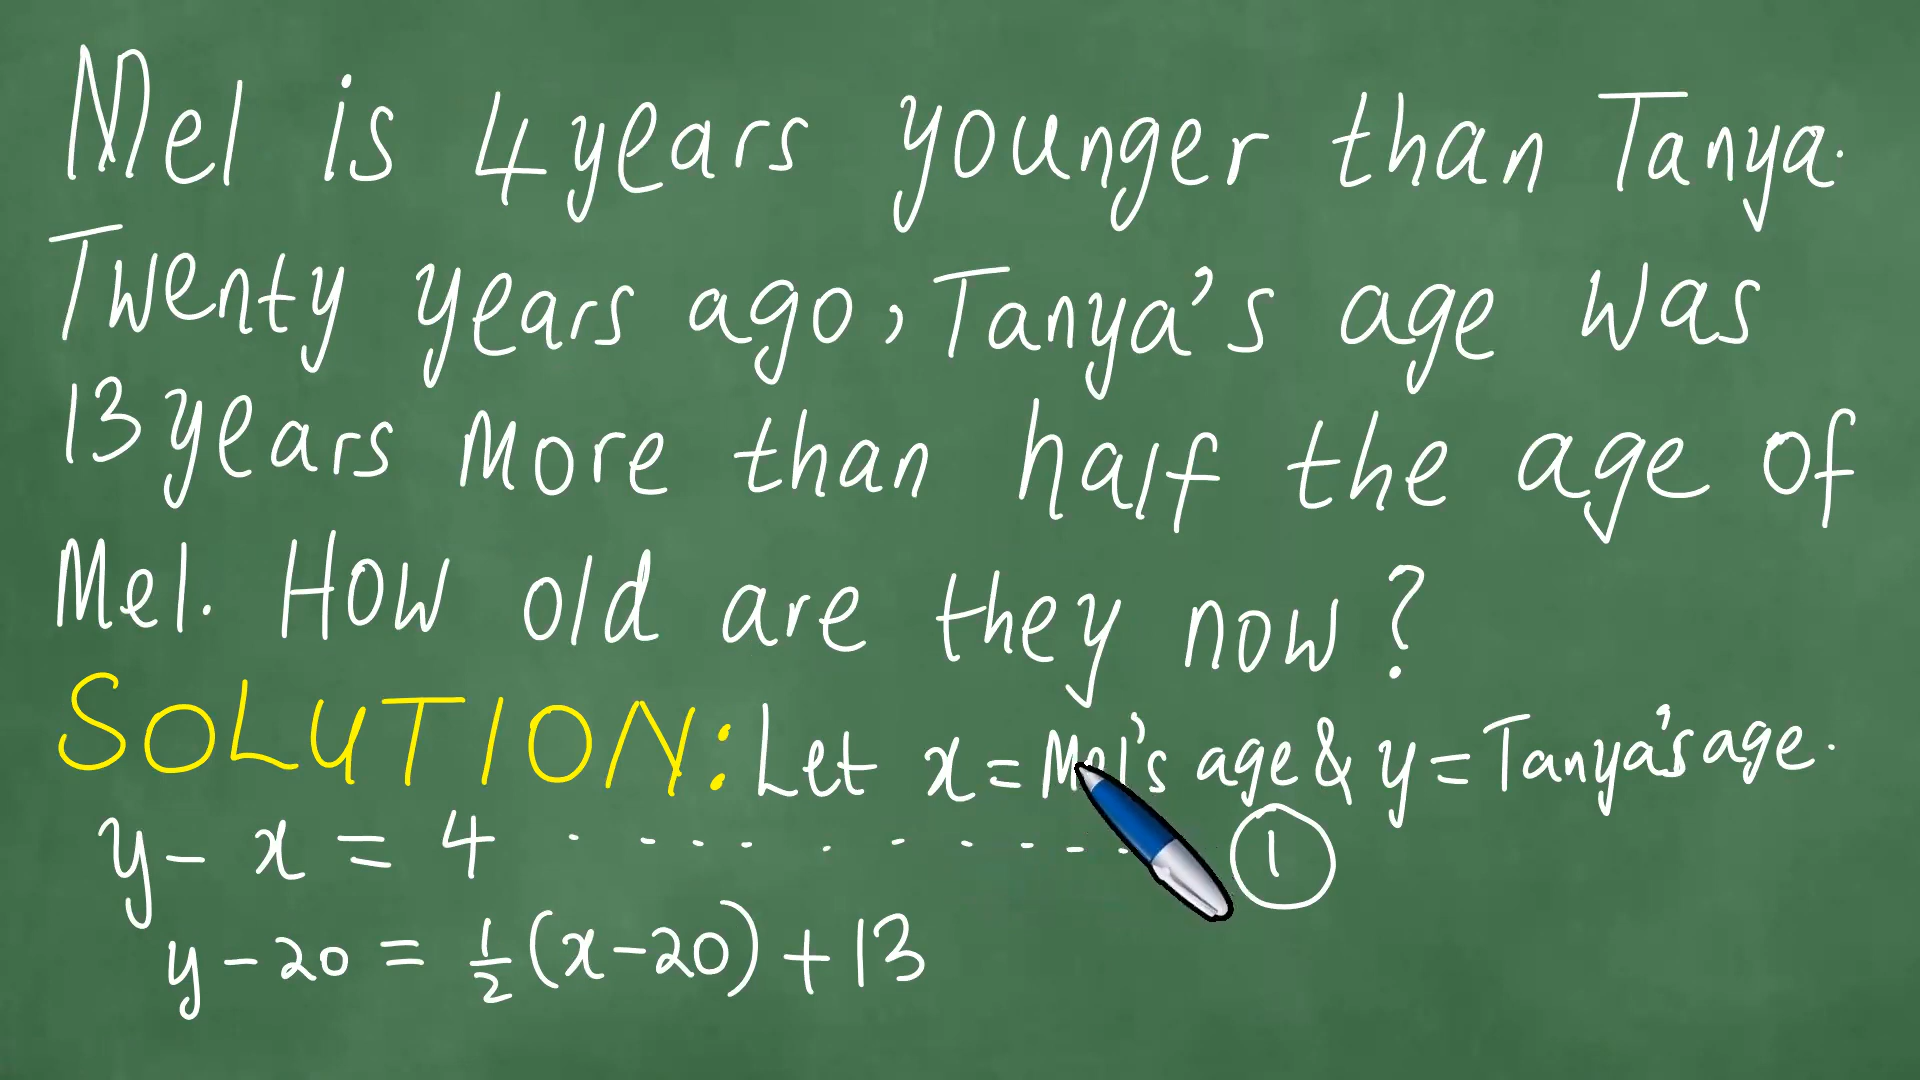 Mel is 4 years younger than Tanya.
Twenty years ago, Tanya's age was
13 years more than half the age of
Mel. How old are they now?
SOLUTION: Let x = Mel's age & y = Tanya's age.
y - x = 4 . . . . . . . . . . ①
y - 20 = 1/2 (x - 20) + 13